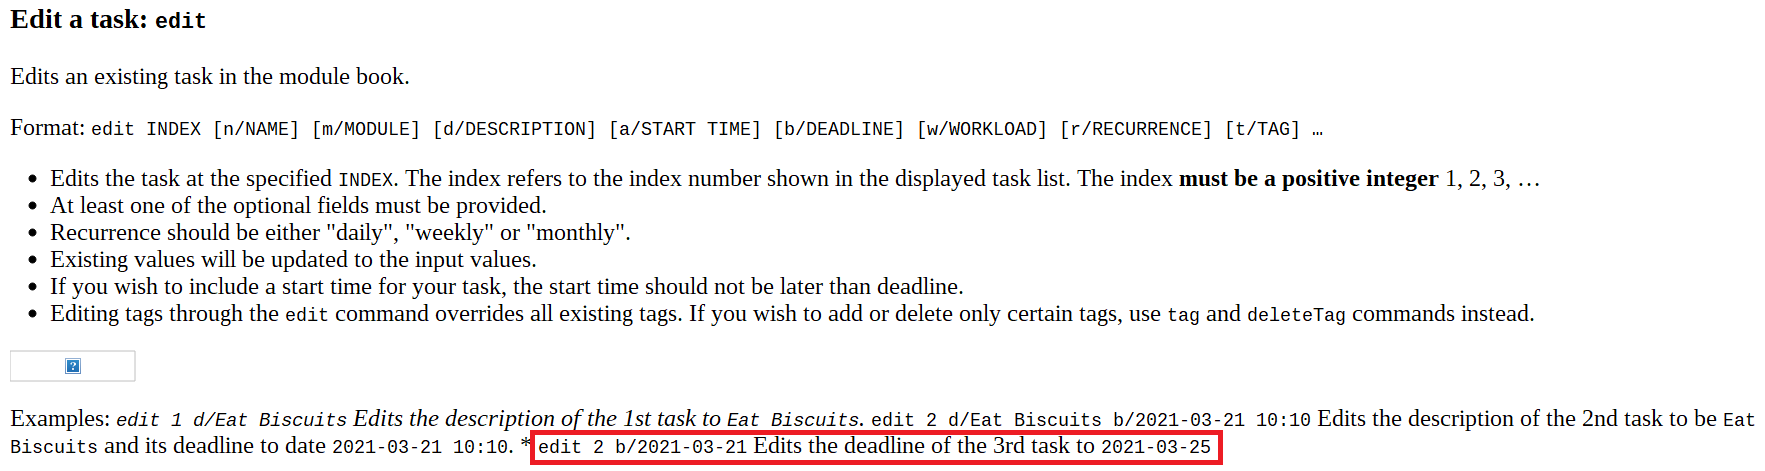 Edit a task: edit
Edits an existing task in the module book.
Format: edit INDEX [n/NAME] [m/MODULE] [d/DESCRIPTION] [a/START TIME] [b/DEADLINE] [w/WORKLOAD] [r/RECURRENCE] [t/TAG] …
• Edits the task at the specified INDEX. The index refers to the index number shown in the displayed task list. The index must be a positive integer 1, 2, 3, …
• At least one of the optional fields must be provided.
• Recurrence should be either "daily", "weekly" or "monthly".
• Existing values will be updated to the input values.
• If you wish to include a start time for your task, the start time should not be later than deadline.
• Editing tags through the edit command overrides all existing tags. If you wish to add or delete only certain tags, use tag and deleteTag commands instead.
?
Examples: edit 1 d/Eat Biscuits Edits the description of the 1st task to Eat Biscuits. edit 2 d/Eat Biscuits b/2021-03-21 10:10 Edits the description of the 2nd task to be Eat
Biscuits and its deadline to date 2021-03-21 10:10. * edit 2 b/2021-03-21 Edits the deadline of the 3rd task to 2021-03-25